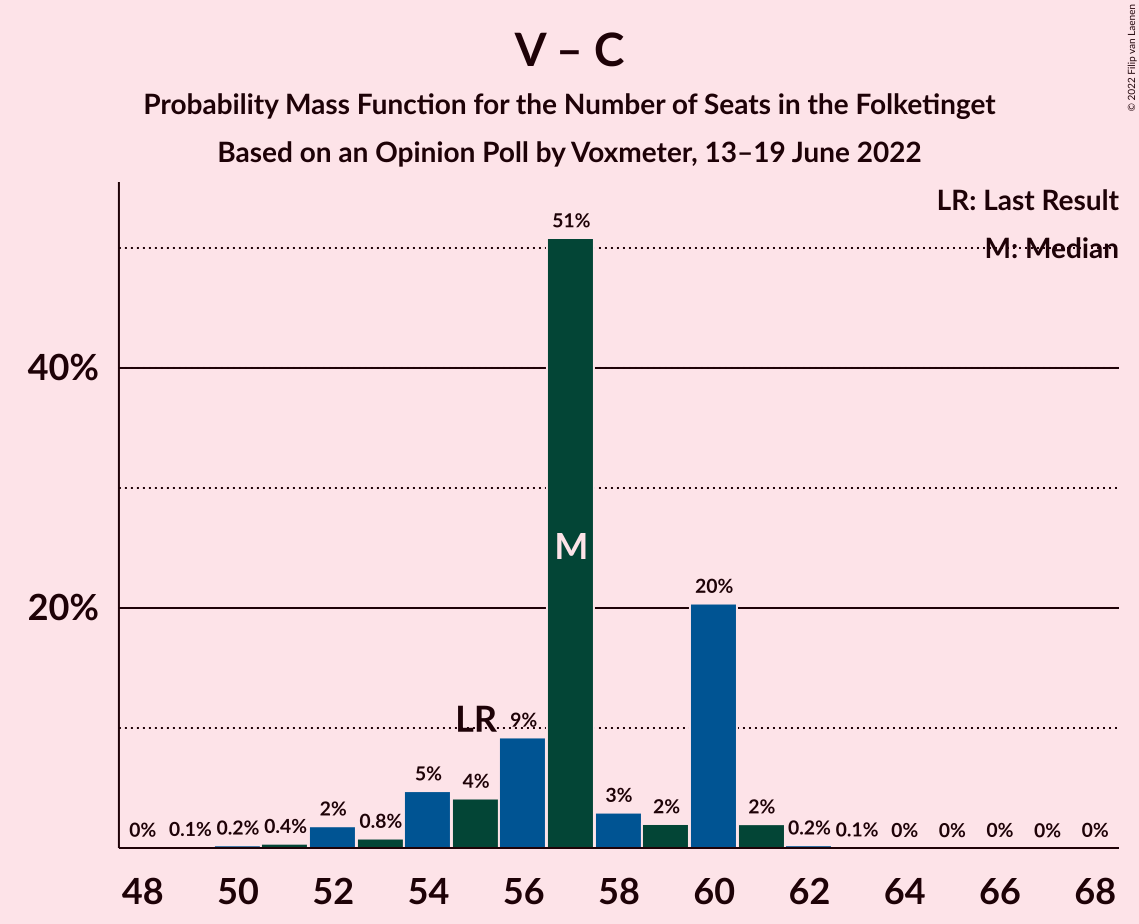 V – C
Probability Mass Function for the Number of Seats in the Folketinget
Based on an Opinion Poll by Voxmeter, 13–19 June 2022
© 2022 Filip van Laenen
LR: Last Result
M: Median
51%
40%
M
20%
20%
LR 9%
5% 4%
0% 0.1% 0.2% 0.4% 2% 0.8% 3% 2% 2% 0.2% 0.1% 0% 0% 0% 0% 0%
48 50 52 54 56 58 60 62 64 66 68